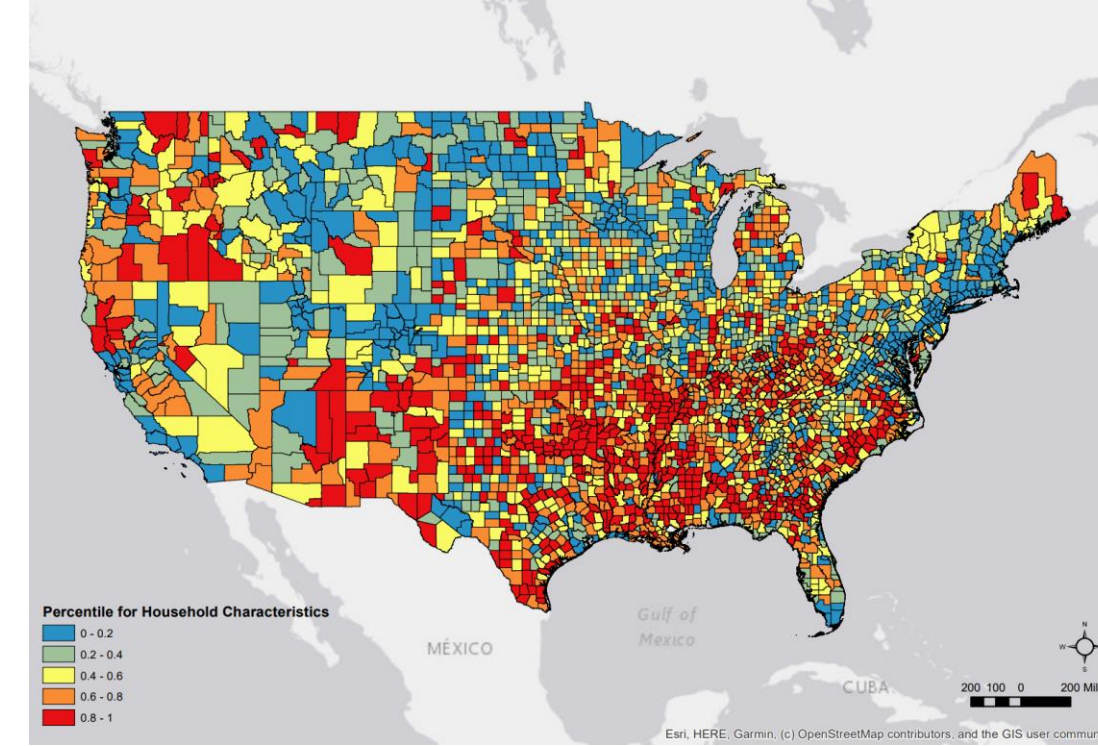 Percentile for Household Characteristics
0 - 0.2
0.2 - 0.4
0.4 - 0.6
0.6 - 0.8
0.8 - 1
MÉXICO
Gulf of
Mexico
CUBA
N
W
S
200 100 0 200 Mil
Esri, HERE, Garmin, (c) OpenStreetMap contributors, and the GIS user commun